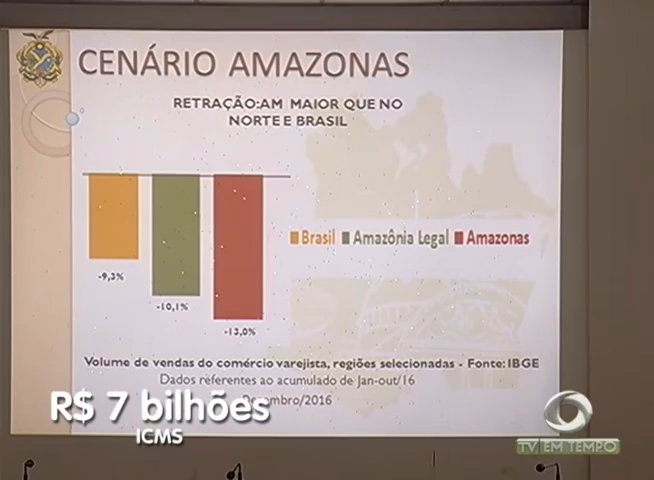 CENÁRIO AMAZONAS
RETRAÇÃO:AM MAIOR QUE NO
NORTE E BRASIL
Brasil Amazônia Legal Amazonas
-9,3%
-10,1%
-13,0%
Volume de vendas do comércio varejista, regiões selecionadas - Fonte: IBGE
Dados referentes ao acumulado de Jan-out/16
/2016
R$ 7 bilhões
ICMS
TV EM TEMPO